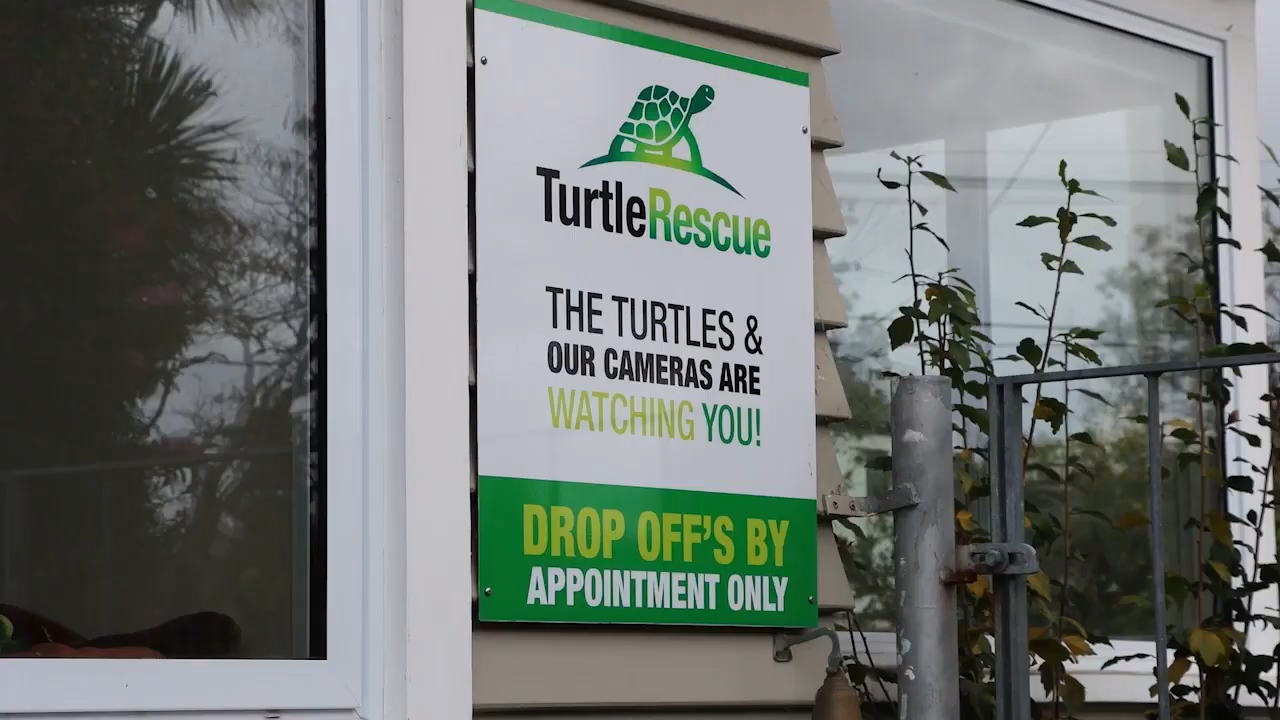 TurtleRescue
THE TURTLES &
OUR CAMERAS ARE
WATCHING YOU!
DROP OFF'S BY
APPOINTMENT ONLY